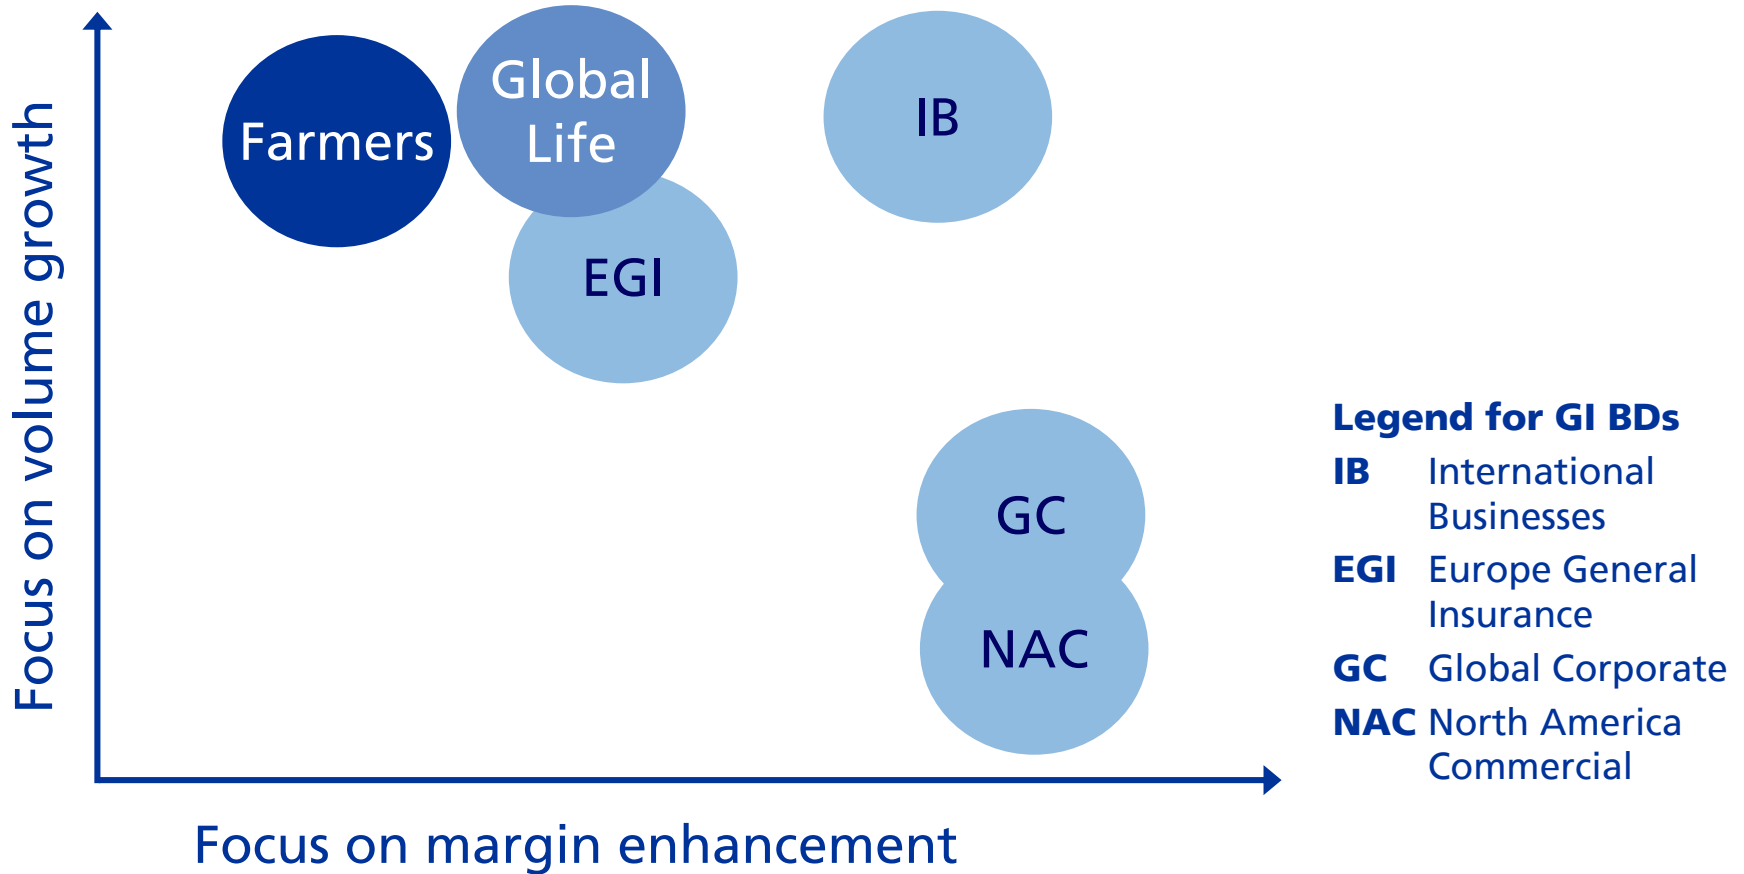 Focus on volume growth
Farmers
Global
Life
IB
EGI
GC
NAC
Focus on margin enhancement
Legend for GI BDs
IB International
Businesses
EGI Europe General
Insurance
GC Global Corporate
NAC North America
Commercial